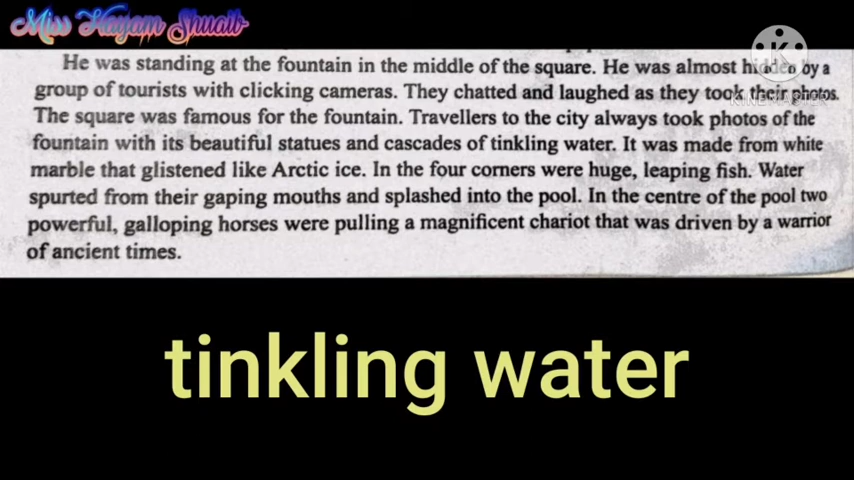 Miss Hayam Shuaib
He was standing at the fountain in the middle of the square. He was almost hidden by a
group of tourists with clicking cameras. They chatted and laughed as they took their photos.
The square was famous for the fountain. Travellers to the city always took photos of the
fountain with its beautiful statues and cascades of tinkling water. It was made from white
marble that glistened like Arctic ice. In the four corners were huge, leaping fish. Water
spurted from their gaping mouths and splashed into the pool. In the centre of the pool two
powerful, galloping horses were pulling a magnificent chariot that was driven by a warrior
of ancient times.
K
KINEMASTER
tinkling water